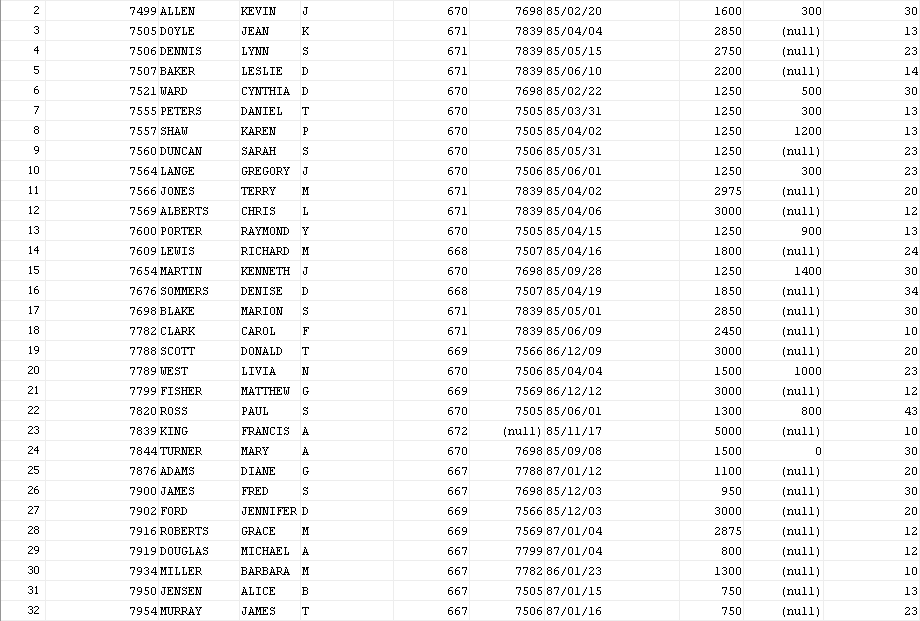 2 7499 ALLEN KEVIN J 670 7698 85/02/20 1600 300 30
3 7505 DOYLE JEAN K 671 7839 85/04/04 2850 (null) 13
4 7506 DENNIS LYNN S 671 7839 85/05/15 2750 (null) 23
5 7507 BAKER LESLIE D 671 7839 85/06/10 2200 (null) 14
6 7521 WARD CYNTHIA D 670 7698 85/02/22 1250 500 30
7 7555 PETERS DANIEL T 670 7505 85/03/31 1250 300 13
8 7557 SHAW KAREN P 670 7505 85/04/02 1250 1200 13
9 7560 DUNCAN SARAH S 670 7506 85/05/31 1250 (null) 23
10 7564 LANGE GREGORY J 670 7506 85/06/01 1250 300 23
11 7566 JONES TERRY M 671 7839 85/04/02 2975 (null) 20
12 7569 ALBERTS CHRIS L 671 7839 85/04/06 3000 (null) 12
13 7600 PORTER RAYMOND Y 670 7505 85/04/15 1250 900 13
14 7609 LEWIS RICHARD M 668 7507 85/04/16 1800 (null) 24
15 7654 MARTIN KENNETH J 670 7698 85/09/28 1250 1400 30
16 7676 SOMMERS DENISE D 668 7507 85/04/19 1850 (null) 34
17 7698 BLAKE MARION S 671 7839 85/05/01 2850 (null) 30
18 7782 CLARK CAROL F 671 7839 85/06/09 2450 (null) 10
19 7788 SCOTT DONALD T 669 7566 86/12/09 3000 (null) 20
20 7789 WEST LIVIA N 670 7506 85/04/04 1500 1000 23
21 7799 FISHER MATTHEW G 669 7569 86/12/12 3000 (null) 12
22 7820 ROSS PAUL S 670 7505 85/06/01 1300 800 43
23 7839 KING FRANCIS A 672 (null) 85/11/17 5000 (null) 10
24 7844 TURNER MARY A 670 7698 85/09/08 1500 0 30
25 7876 ADAMS DIANE G 667 7788 87/01/12 1100 (null) 20
26 7900 JAMES FRED S 667 7698 85/12/03 950 (null) 30
27 7902 FORD JENNIFER D 669 7566 85/12/03 3000 (null) 20
28 7916 ROBERTS GRACE M 669 7569 87/01/04 2875 (null) 12
29 7919 DOUGLAS MICHAEL A 667 7799 87/01/04 800 (null) 12
30 7934 MILLER BARBARA M 667 7782 86/01/23 1300 (null) 10
31 7950 JENSEN ALICE B 667 7505 87/01/15 750 (null) 13
32 7954 MURRAY JAMES T 667 7506 87/01/16 750 (null) 23